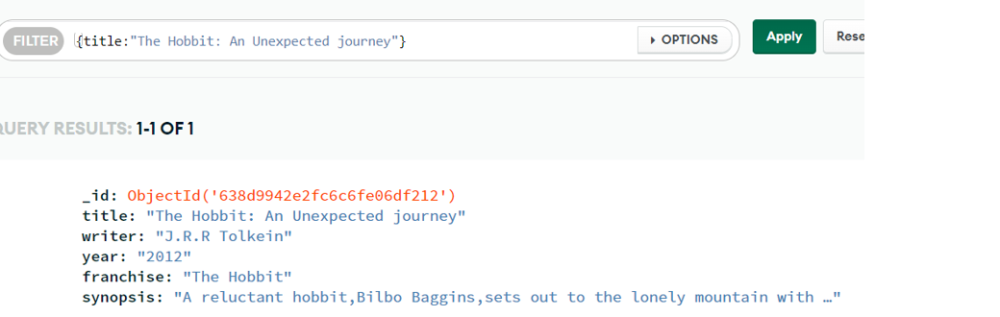 FILTER {title:"The Hobbit: An Unexpected journey"} OPTIONS Apply
QUERY RESULTS: 1-1 OF 1
_id: ObjectId('638d9942e2fc6c6fe06df212')
title: "The Hobbit: An Unexpected journey"
writer: "J.R.R Tolkein"
year: "2012"
franchise: "The Hobbit"
synopsis: "A reluctant hobbit,Bilbo Baggins,sets out to the lonely mountain with …"